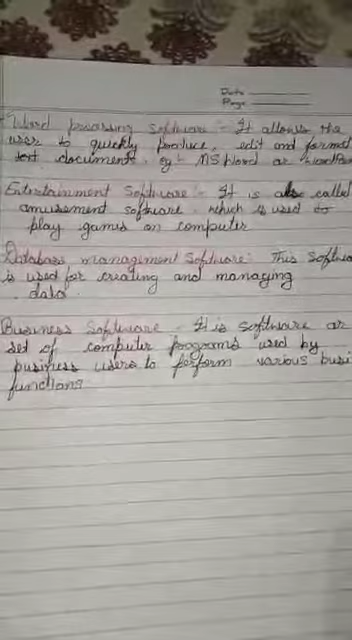 Date
Page
Word processing Software - It allows the
user to quickly produce, edit and format
text document. eg - MS Word or
Entertainment Software - It is also called
amusement software. which is used to
play games on computer
Database management Software - This
is used for creating and managing
data.
Business Software - It is software or
set of computer programs used by
business users to perform various
functions